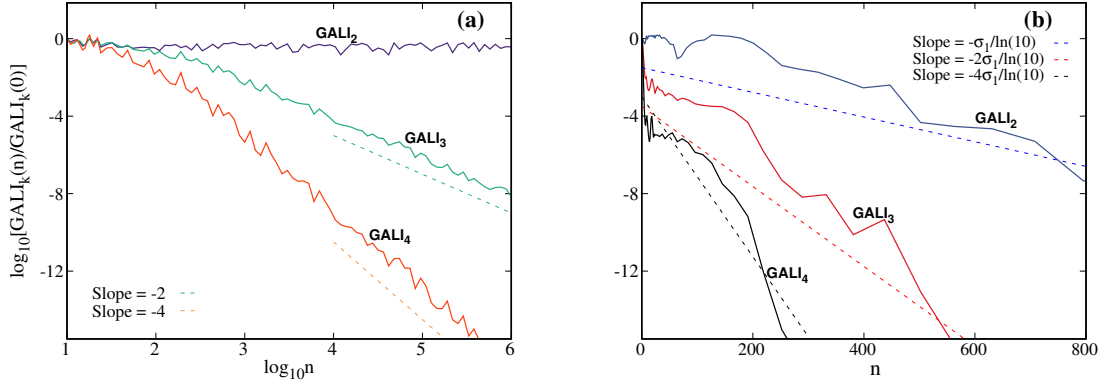 (a)
GALI₂
GALI₃
GALI₄
Slope = -2
Slope = -4
log₁₀[GALIₖ(n)/GALIₖ(0)]
0
-4
-8
-12
1
2
3
4
5
6
log₁₀n
(b)
Slope = -σ₁/ln(10)
Slope = -2σ₁/ln(10)
Slope = -4σ₁/ln(10)
GALI₂
GALI₃
GALI₄
0
-4
-8
-12
0
200
400
600
800
n